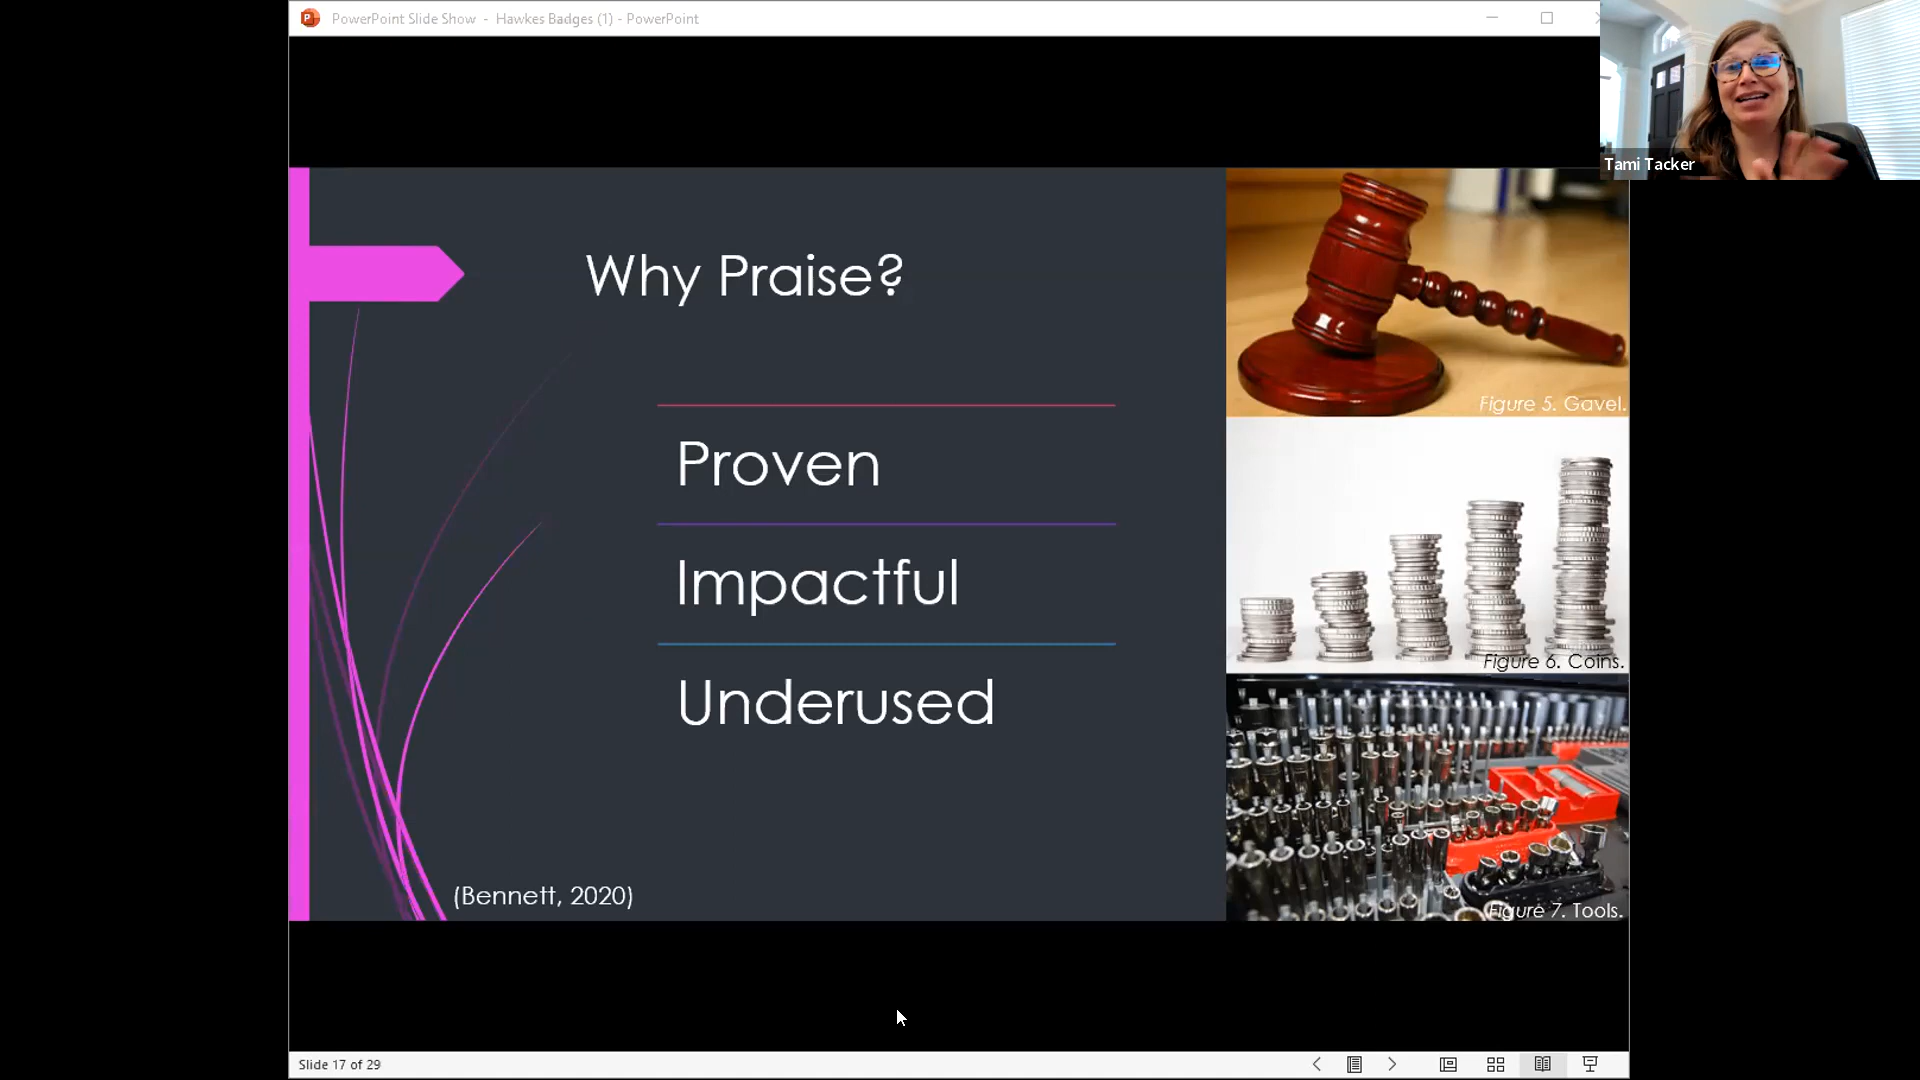 PowerPoint Slide Show - Hawkes Badges (1) - PowerPoint
Tami Tacker
Why Praise?
Figure 5. Gavel.
Proven
Impactful
Figure 6. Coins.
Underused
(Bennett, 2020)
Figure 7. Tools.
Slide 17 of 29